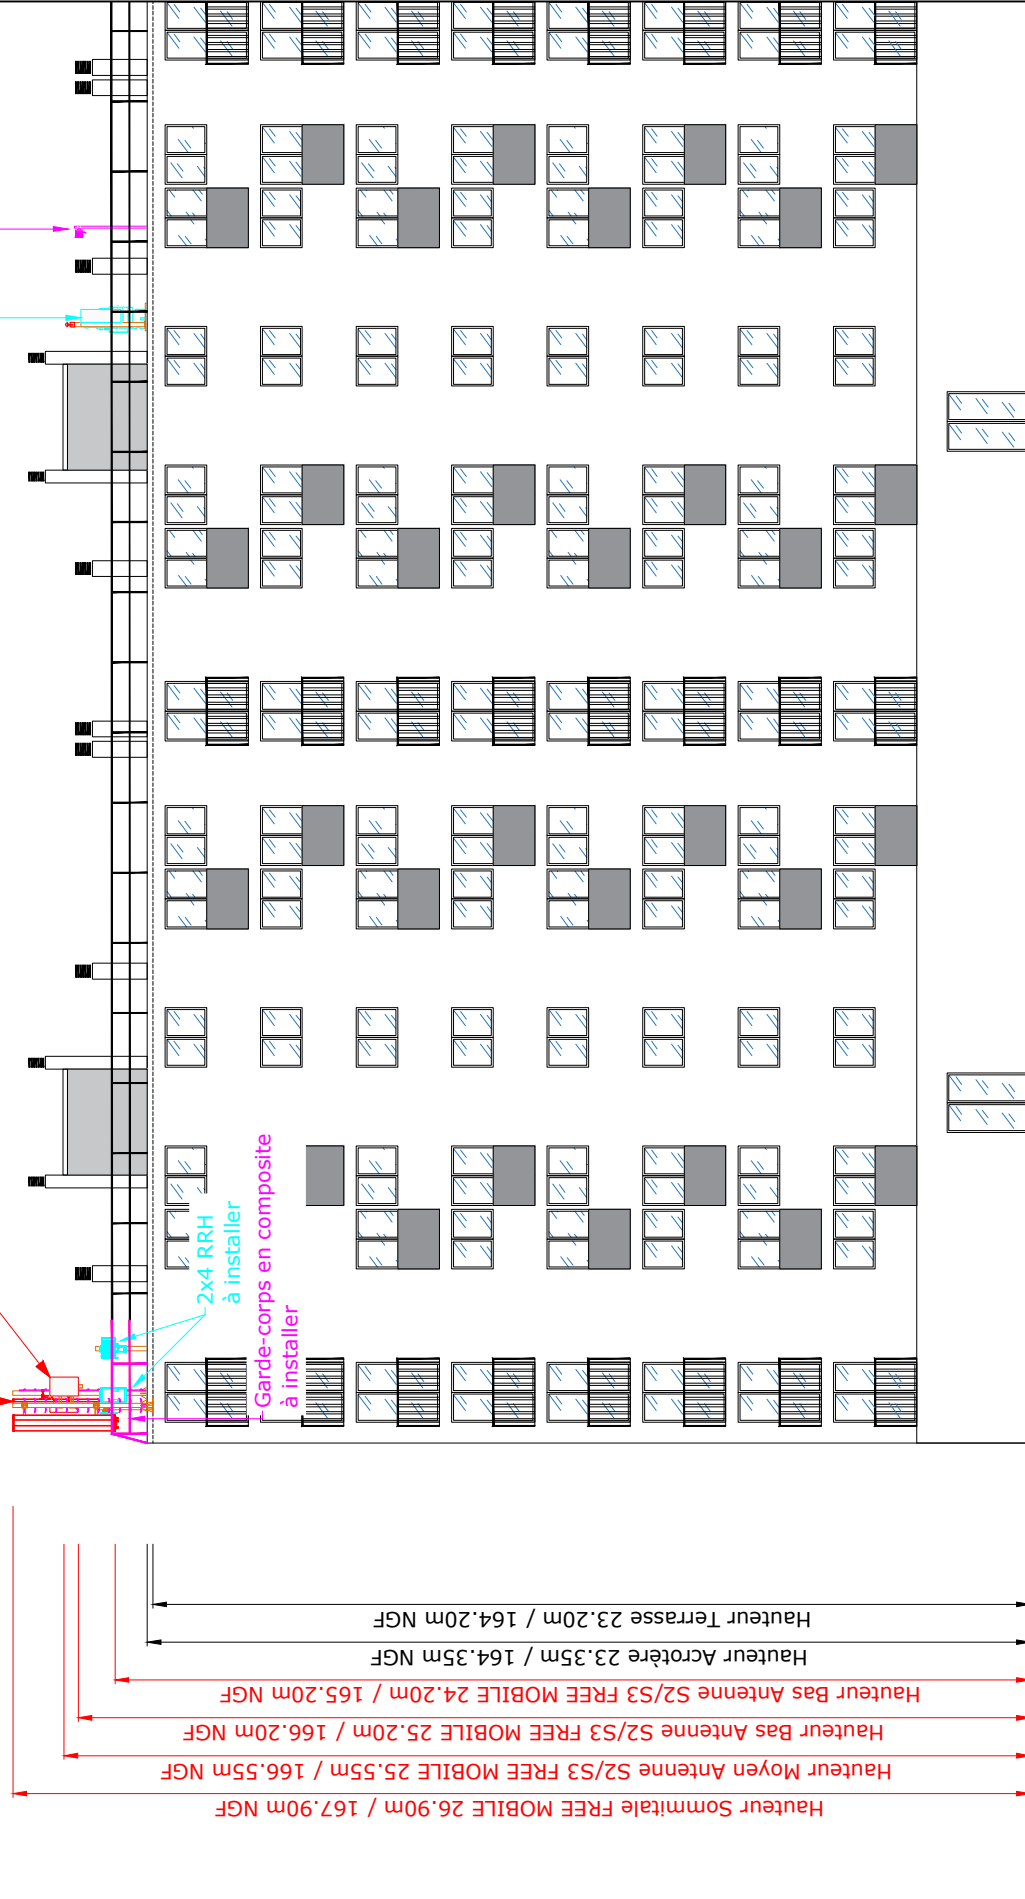 2x4 RRH
à installer
Garde-corps en composite
à installer
Hauteur Terrasse 23.20m / 164.20m NGF
Hauteur Acrotère 23.35m / 164.35m NGF
Hauteur Bas Antenne S2/S3 FREE MOBILE 24.20m / 165.20m NGF
Hauteur Bas Antenne S2/S3 FREE MOBILE 25.20m / 166.20m NGF
Hauteur Moyen Antenne S2/S3 FREE MOBILE 25.55m / 166.55m NGF
Hauteur Sommitale FREE MOBILE 26.90m / 167.90m NGF